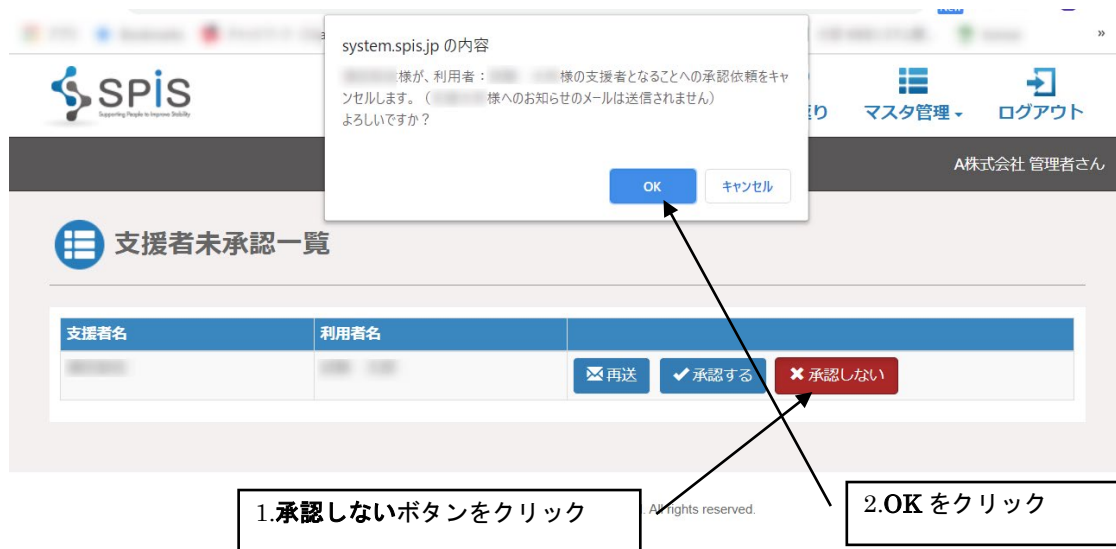 New
Bookmarks
»
system.spis.jp の内容
様が、利用者：　　様の支援者となることへの承認依頼をキャ
ンセルします。（　　様へのお知らせのメールは送信されません）
よろしいですか？
OK キャンセル
SPiS
Supporting People to Improve Stability
り マスタ管理 ログアウト
A株式会社 管理者さん
支援者未承認一覧
支援者名 利用者名
再送 承認する 承認しない
1.承認しないボタンをクリック
. All rights reserved.
2.OK をクリック